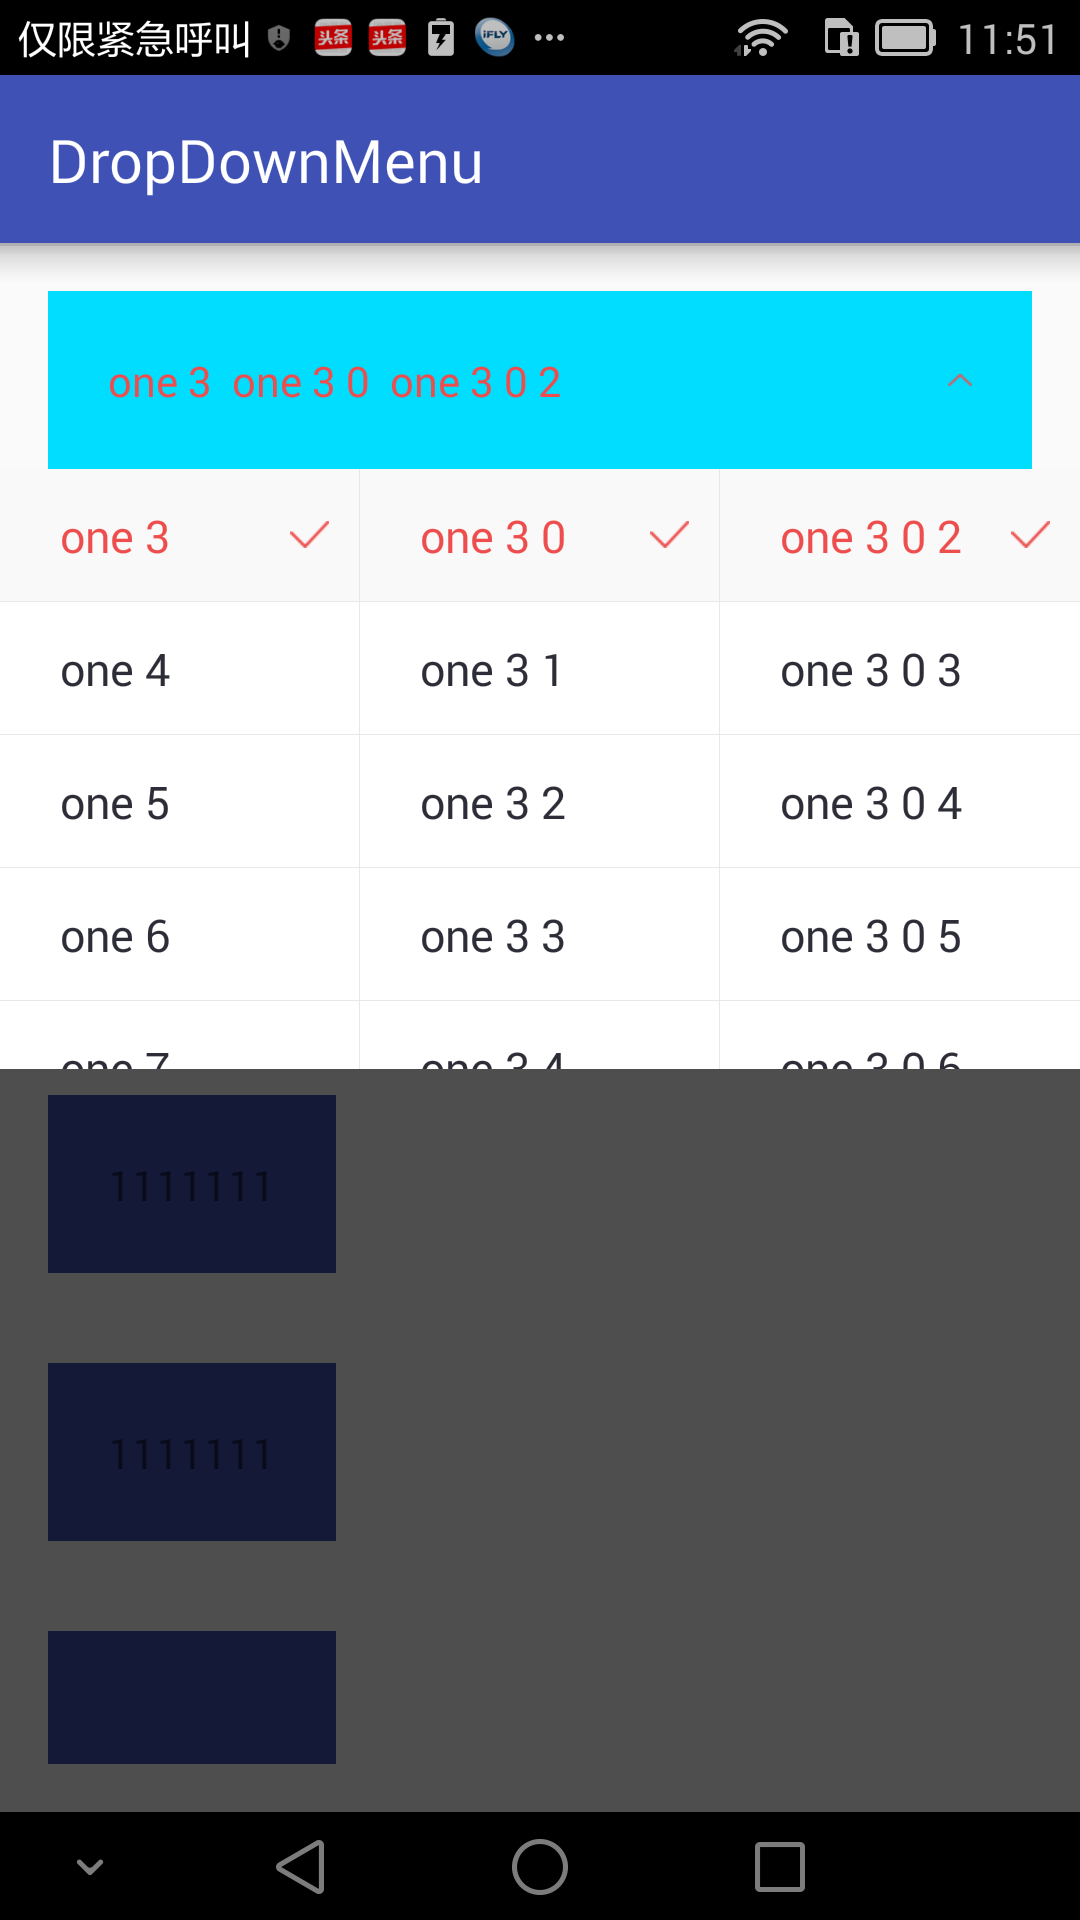 仅限紧急呼叫 头条 头条 iFLY 11:51
DropDownMenu
one 3 one 3 0 one 3 0 2
one 3 one 3 0 one 3 0 2
one 4 one 3 1 one 3 0 3
one 5 one 3 2 one 3 0 4
one 6 one 3 3 one 3 0 5
one 7 one 3 4 one 3 0 6
1111111
1111111